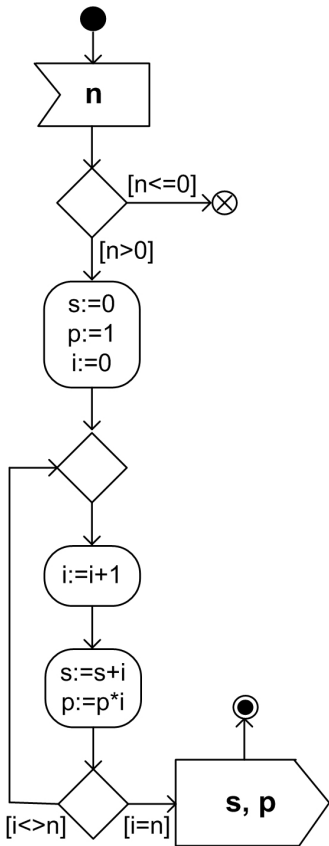 n
[n<=0]
[n>0]
s:=0
p:=1
i:=0
i:=i+1
s:=s+i
p:=p*i
[i<>n]
[i=n]
s, p